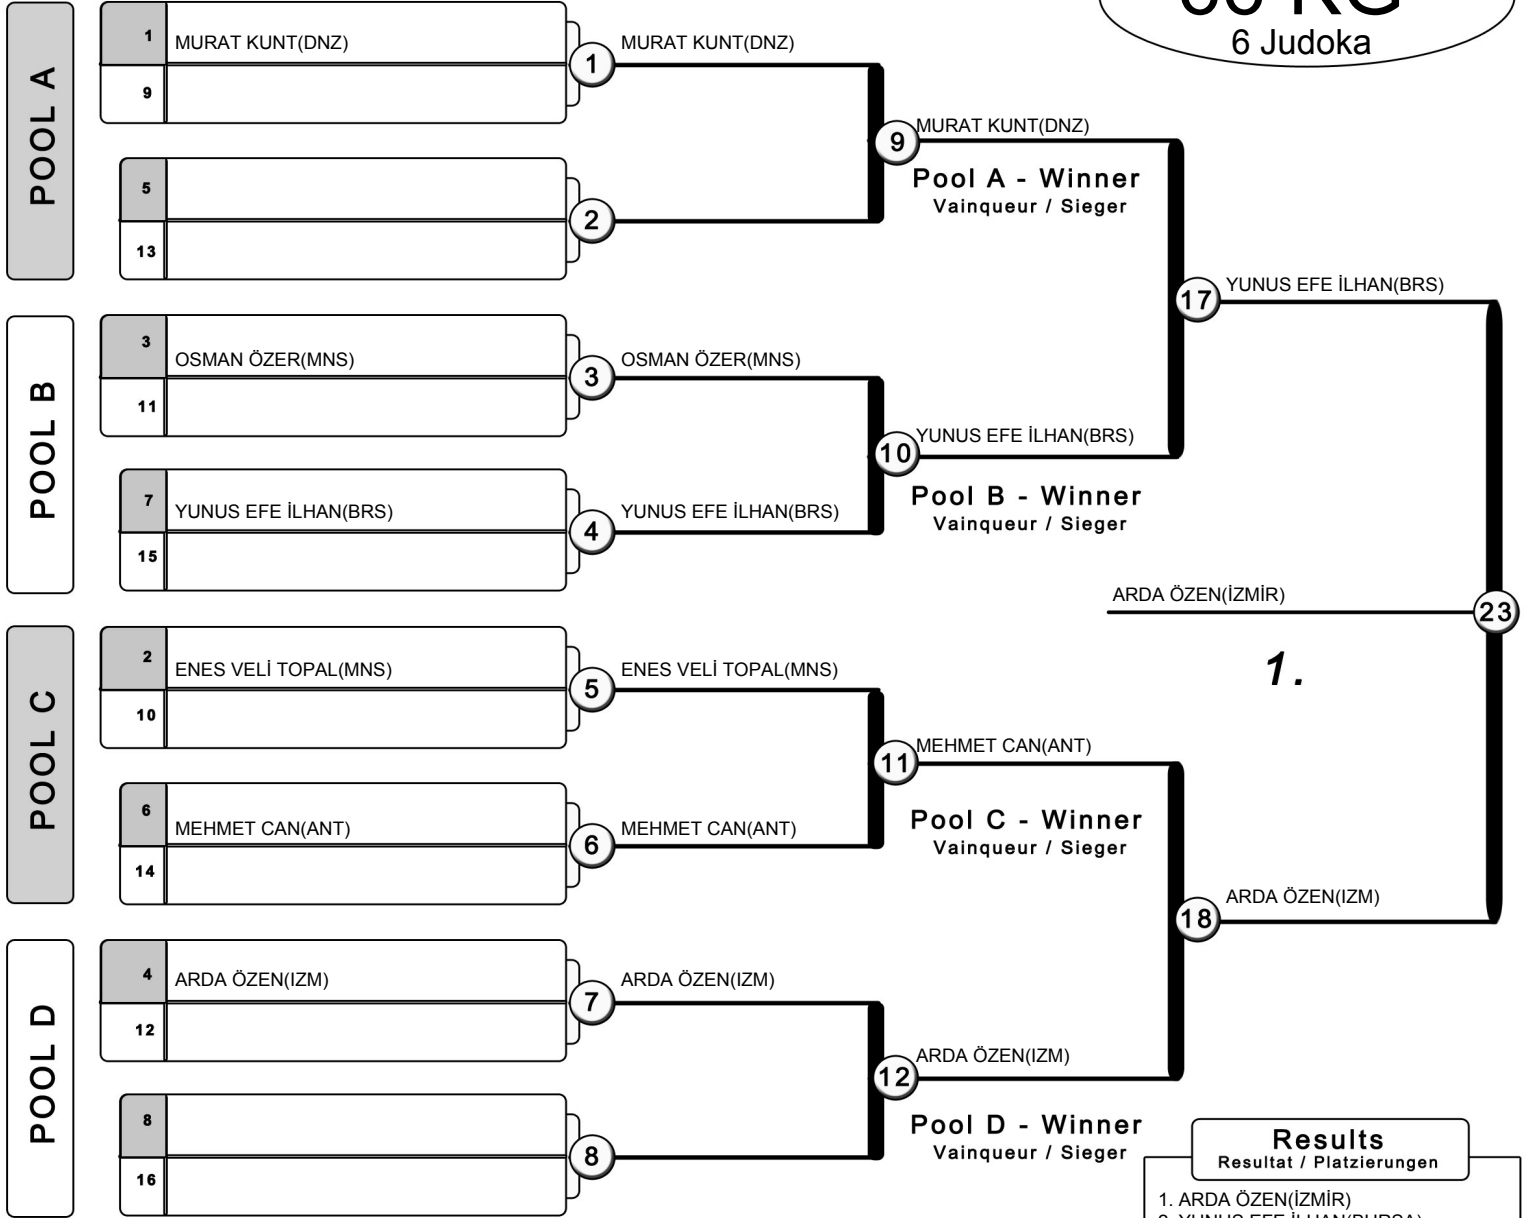 KG
6 Judoka
POOL A
1 MURAT KUNT(DNZ)
9
5
13
1 MURAT KUNT(DNZ)
2
9 MURAT KUNT(DNZ)
Pool A - Winner
Vainqueur / Sieger
POOL B
3 OSMAN ÖZER(MNS)
11
7 YUNUS EFE İLHAN(BRS)
15
3 OSMAN ÖZER(MNS)
4 YUNUS EFE İLHAN(BRS)
10 YUNUS EFE İLHAN(BRS)
Pool B - Winner
Vainqueur / Sieger
17 YUNUS EFE İLHAN(BRS)
POOL C
2 ENES VELİ TOPAL(MNS)
10
6 MEHMET CAN(ANT)
14
5 ENES VELİ TOPAL(MNS)
6 MEHMET CAN(ANT)
11 MEHMET CAN(ANT)
Pool C - Winner
Vainqueur / Sieger
POOL D
4 ARDA ÖZEN(IZM)
12
8
16
7 ARDA ÖZEN(IZM)
8
12 ARDA ÖZEN(IZM)
Pool D - Winner
Vainqueur / Sieger
18 ARDA ÖZEN(IZM)
ARDA ÖZEN(İZMİR)
23
1.
Results
Resultat / Platzierungen
1. ARDA ÖZEN(İZMİR)
2. YUNUS EFE İLHAN(BURSA)